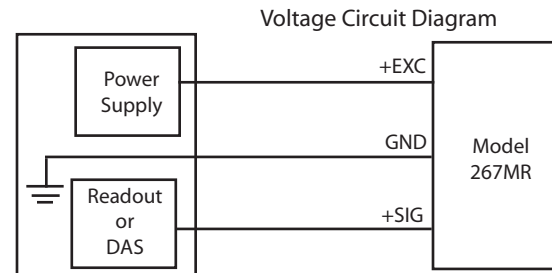 Voltage Circuit Diagram
Power
Supply
+EXC
GND
Model
267MR
Readout
or
DAS
+SIG